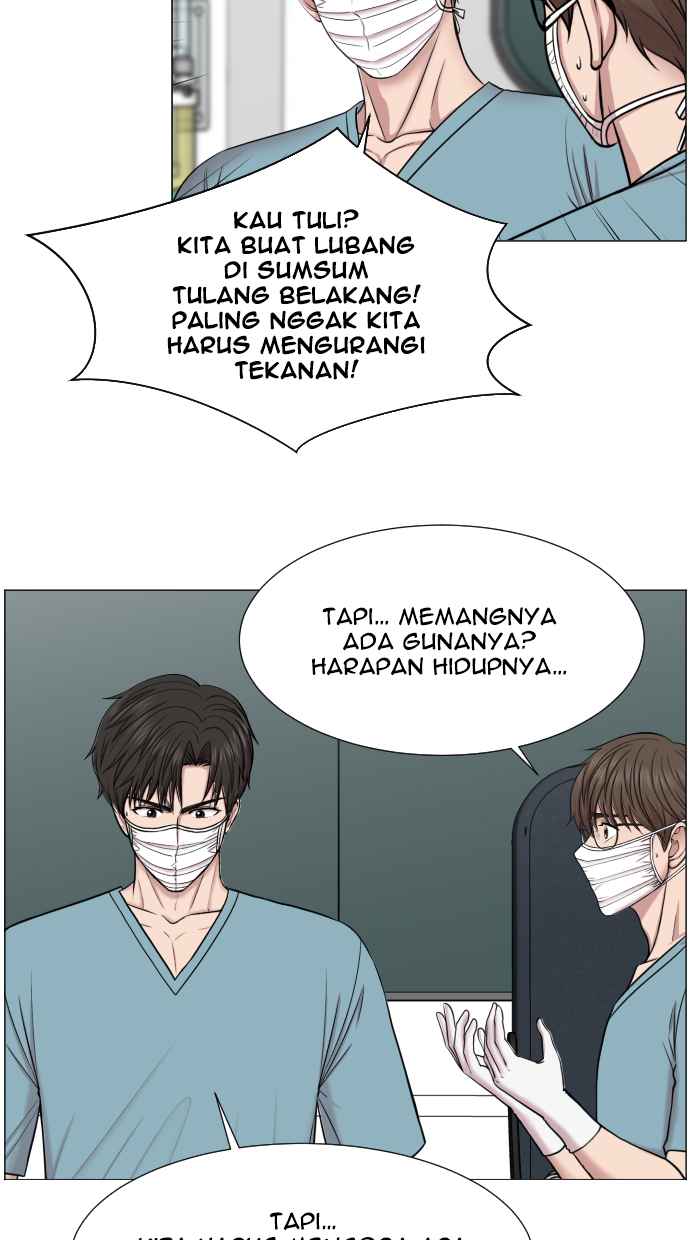 KAU TULI?
KITA BUAT LUBANG
DI SUMSUM
TULANG BELAKANG!
PALING NGGAK KITA
HARUS MENGURANGI
TEKANAN!
TAPI... MEMANGNYA
ADA GUNANYA?
HARAPAN HIDUPNYA...
TAPI...